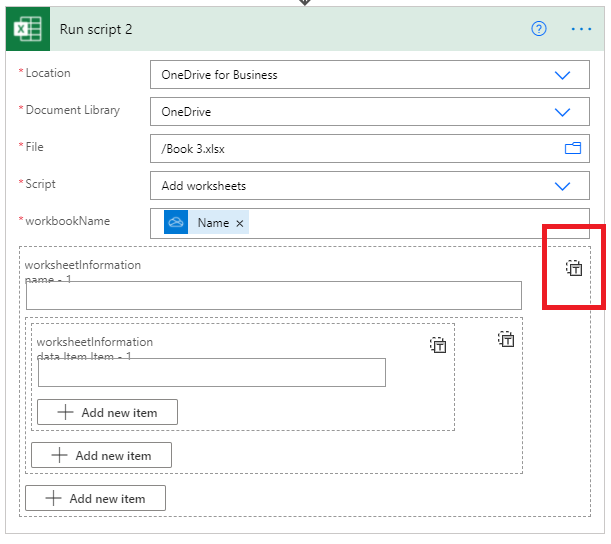 Run script 2
* Location
OneDrive for Business
* Document Library
OneDrive
* File
/Book 3.xlsx
* Script
Add worksheets
* workbookName
Name ×
worksheetInformation
name - 1
worksheetInformation
data Item Item - 1
Add new item
Add new item
Add new item